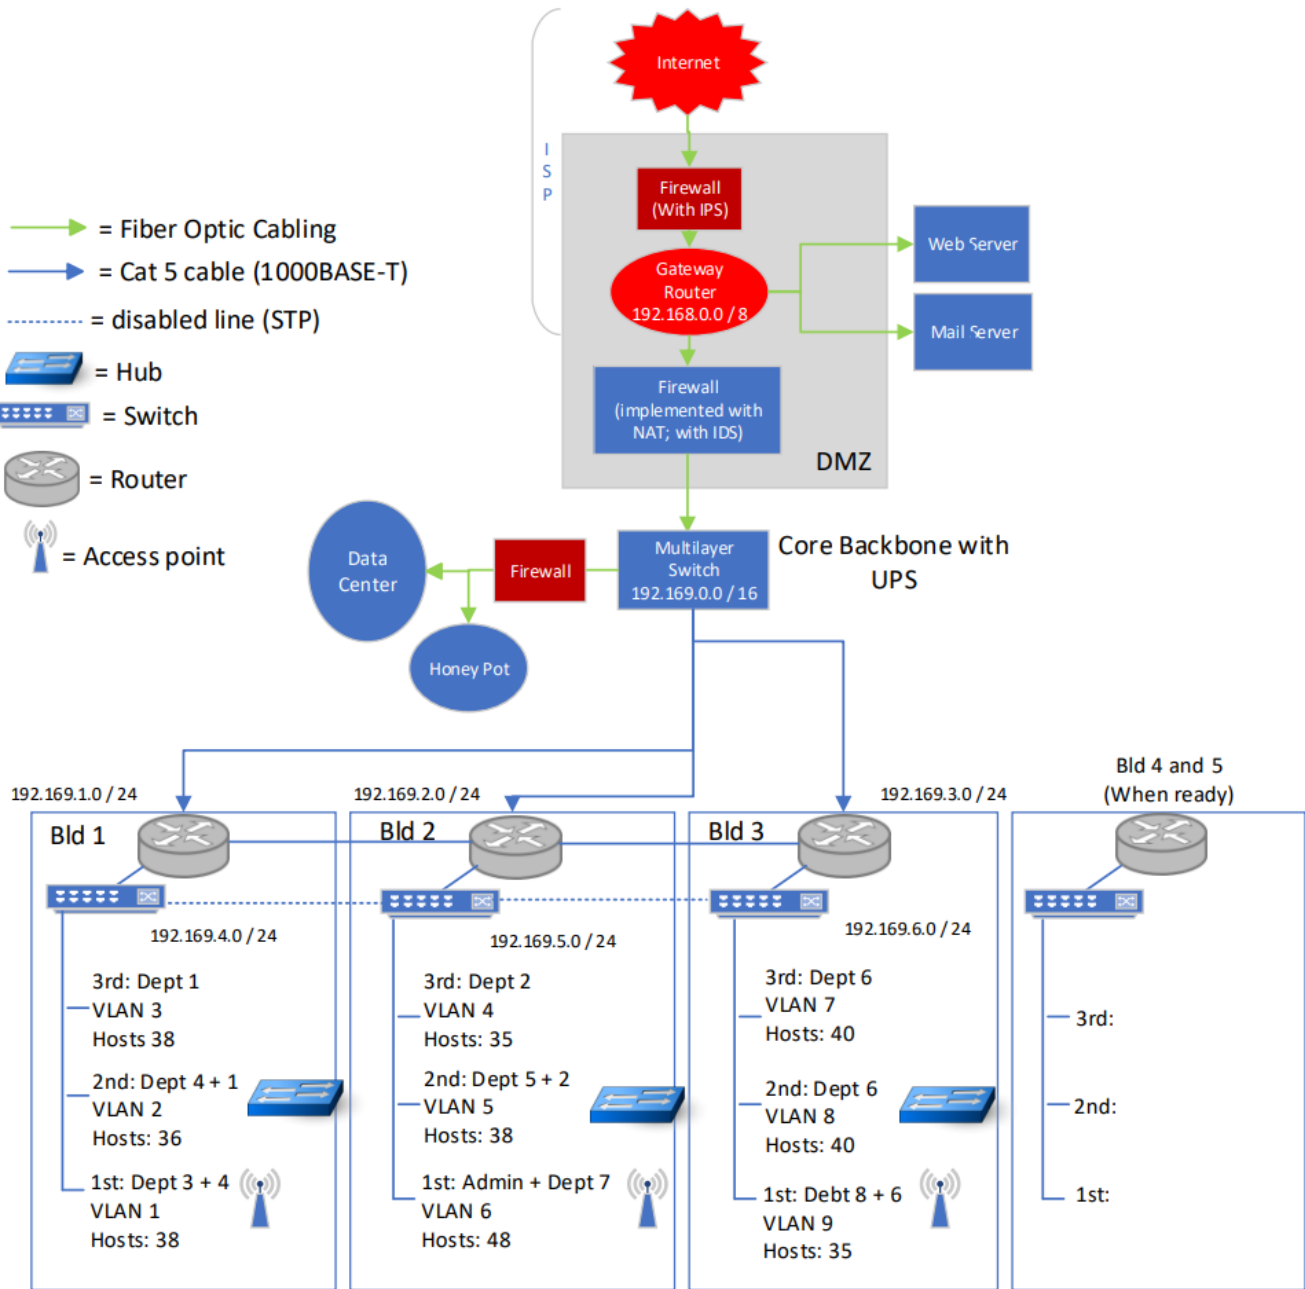 Internet
I
S
P
Firewall
(With IPS)
Gateway
Router
192.168.0.0 / 8
Web Server
Mail Server
Firewall
(implemented with
NAT; with IDS)
DMZ
= Fiber Optic Cabling
= Cat 5 cable (1000BASE-T)
= disabled line (STP)
= Hub
= Switch
= Router
= Access point
Data
Center
Firewall
Multilayer
Switch
192.169.0.0 / 16
Core Backbone with
UPS
Honey Pot
192.169.1.0 / 24
Bld 1
192.169.4.0 / 24
3rd: Dept 1
VLAN 3
Hosts 38
2nd: Dept 4 + 1
VLAN 2
Hosts: 36
1st: Dept 3 + 4
VLAN 1
Hosts: 38
192.169.2.0 / 24
Bld 2
192.169.5.0 / 24
3rd: Dept 2
VLAN 4
Hosts: 35
2nd: Dept 5 + 2
VLAN 5
Hosts: 38
1st: Admin + Dept 7
VLAN 6
Hosts: 48
192.169.3.0 / 24
Bld 3
192.169.6.0 / 24
3rd: Dept 6
VLAN 7
Hosts: 40
2nd: Dept 6
VLAN 8
Hosts: 40
1st: Debt 8 + 6
VLAN 9
Hosts: 35
Bld 4 and 5
(When ready)
3rd:
2nd:
1st: